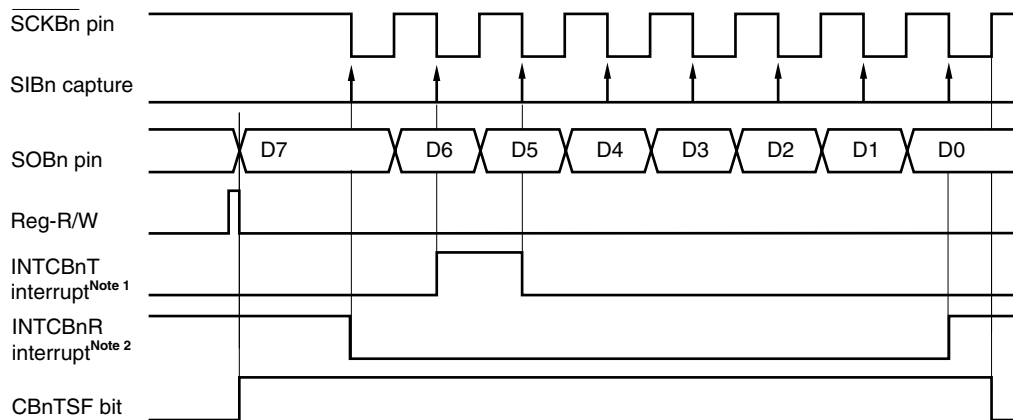 SCKBn pin
SIBn capture
SOBn pin
D7 D6 D5 D4 D3 D2 D1 D0
Reg-R/W
INTCBnT
interruptNote 1
INTCBnR
interruptNote 2
CBnTSF bit